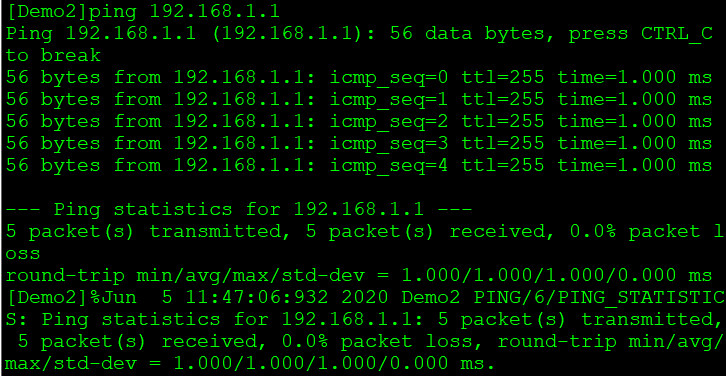 [Demo2]ping 192.168.1.1
Ping 192.168.1.1 (192.168.1.1): 56 data bytes, press CTRL_C
to break
56 bytes from 192.168.1.1: icmp_seq=0 ttl=255 time=1.000 ms
56 bytes from 192.168.1.1: icmp_seq=1 ttl=255 time=1.000 ms
56 bytes from 192.168.1.1: icmp_seq=2 ttl=255 time=1.000 ms
56 bytes from 192.168.1.1: icmp_seq=3 ttl=255 time=1.000 ms
56 bytes from 192.168.1.1: icmp_seq=4 ttl=255 time=1.000 ms
--- Ping statistics for 192.168.1.1 ---
5 packet(s) transmitted, 5 packet(s) received, 0.0% packet l
oss
round-trip min/avg/max/std-dev = 1.000/1.000/1.000/0.000 ms
[Demo2]%Jun  5 11:47:06:932 2020 Demo2 PING/6/PING_STATISTIC
S: Ping statistics for 192.168.1.1: 5 packet(s) transmitted,
 5 packet(s) received, 0.0% packet loss, round-trip min/avg/
max/std-dev = 1.000/1.000/1.000/0.000 ms.